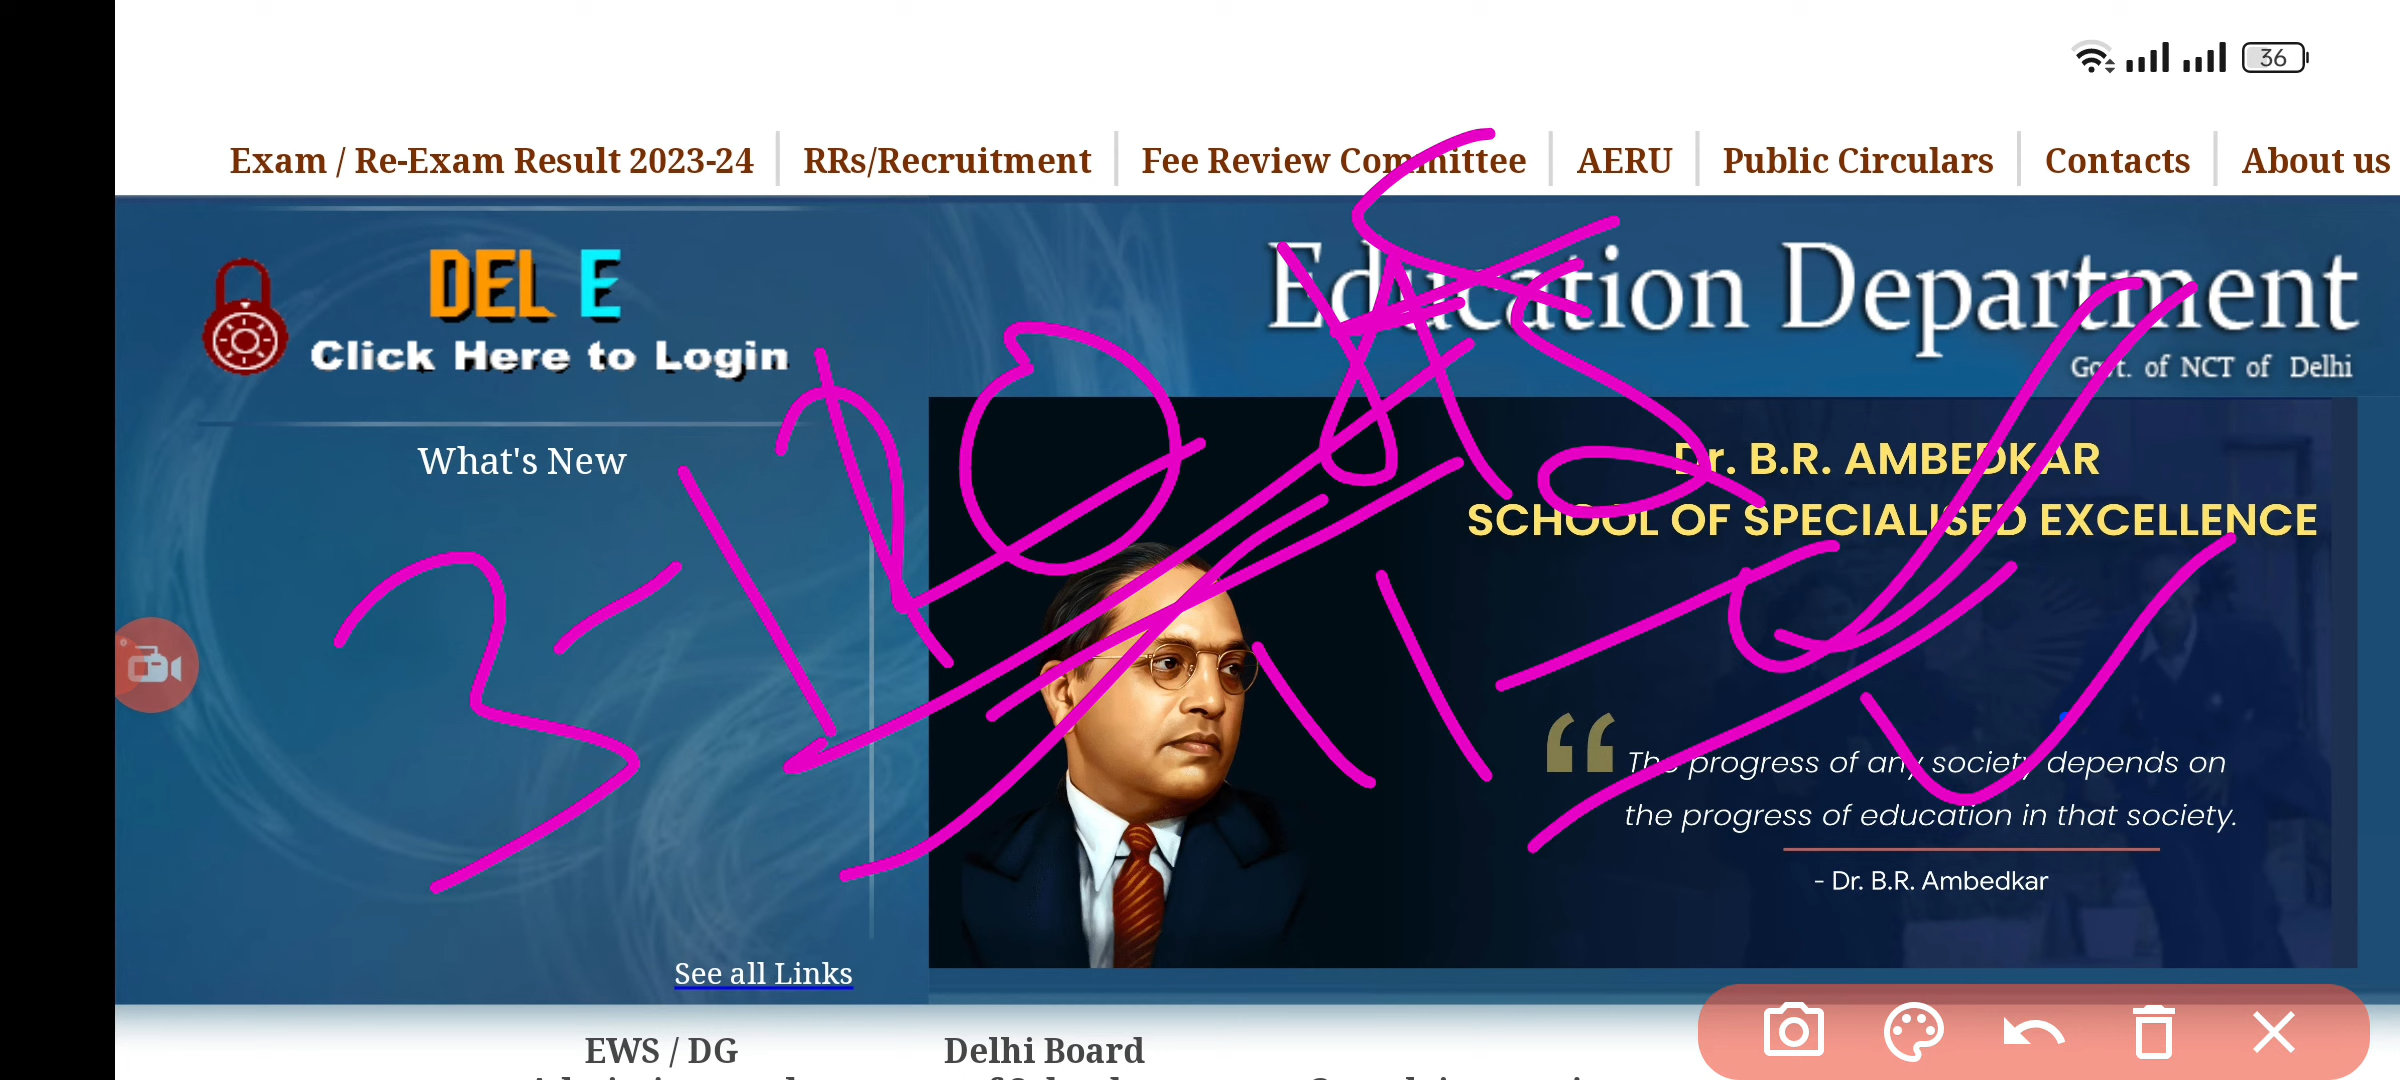 36
Exam / Re-Exam Result 2023-24 RRs/Recruitment Fee Review Committee AERU Public Circulars Contacts About us
DEL E
Click Here to Login
Education Department
Govt. of NCT of Delhi
What's New
Dr. B.R. AMBEDKAR
SCHOOL OF SPECIALISED EXCELLENCE
“ The progress of any society depends on
the progress of education in that society.
- Dr. B.R. Ambedkar
See all Links
EWS / DG Delhi Board